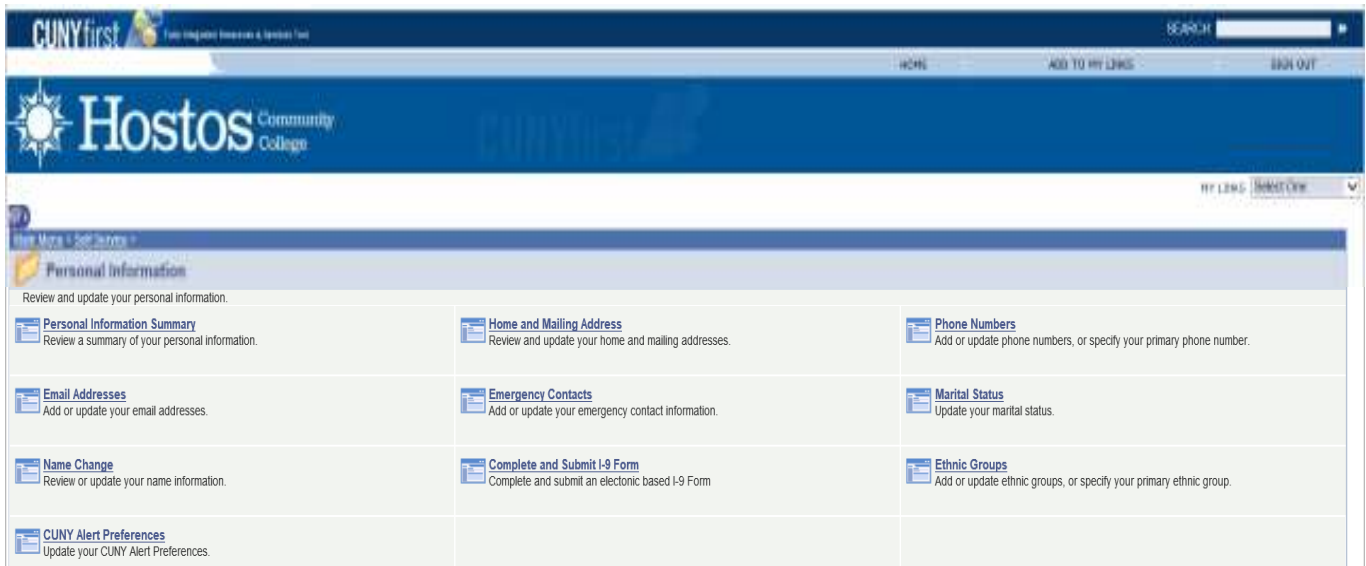 CUNYfirst Fully Integrated Resources & Services Tool
SEARCH
HOME ADD TO MY LINKS SIGN OUT
Hostos Community College
CUNYfirst
MY LINKS Select One
Main Menu > Self Service >
Personal Information
Review and update your personal information.
Personal Information Summary
Review a summary of your personal information.
Home and Mailing Address
Review and update your home and mailing addresses.
Phone Numbers
Add or update phone numbers, or specify your primary phone number.
Email Addresses
Add or update your email addresses.
Emergency Contacts
Add or update your emergency contact information.
Marital Status
Update your marital status.
Name Change
Review or update your name information.
Complete and Submit I-9 Form
Complete and submit an electonic based I-9 Form
Ethnic Groups
Add or update ethnic groups, or specify your primary ethnic group.
CUNY Alert Preferences
Update your CUNY Alert Preferences.